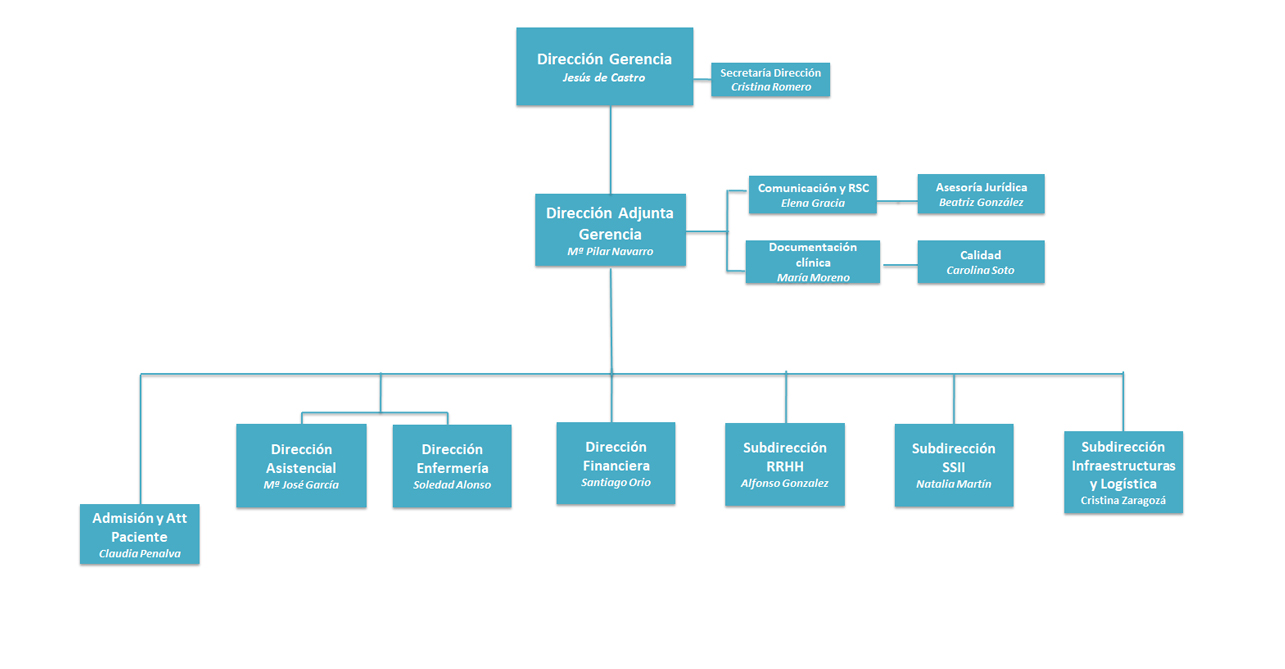 Dirección Gerencia
Jesús de Castro
Secretaría Dirección
Cristina Romero
Dirección Adjunta
Gerencia
Mª Pilar Navarro
Comunicación y RSC
Elena Gracia
Asesoría Jurídica
Beatriz González
Documentación
clínica
María Moreno
Calidad
Carolina Soto
Admisión y Att
Paciente
Claudia Penalva
Dirección
Asistencial
Mª José García
Dirección
Enfermería
Soledad Alonso
Dirección
Financiera
Santiago Orio
Subdirección
RRHH
Alfonso Gonzalez
Subdirección
SSII
Natalia Martín
Subdirección
Infraestructuras
y Logística
Cristina Zaragozá